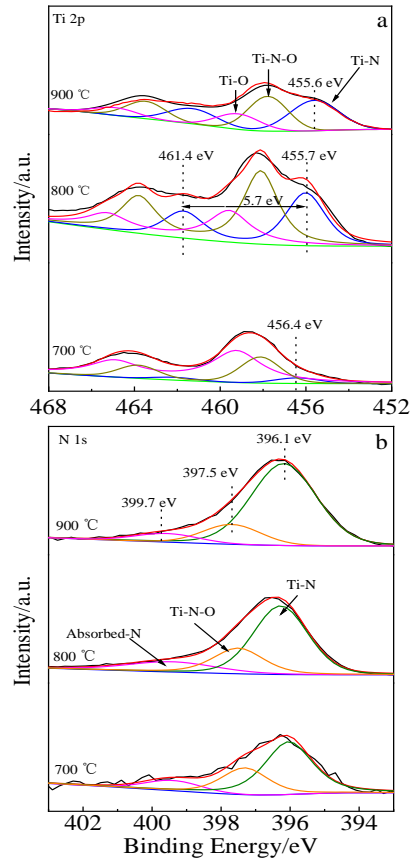 Ti 2p
a
Ti-N-O
Ti-O
Ti-N
900 ℃
455.6 eV
461.4 eV
455.7 eV
800 ℃
5.7 eV
456.4 eV
700 ℃
Intensity/a.u.
468 464 460 456 452
N 1s
b
396.1 eV
397.5 eV
399.7 eV
900 ℃
Ti-N
Ti-N-O
Absorbed-N
800 ℃
700 ℃
Intensity/a.u.
402 400 398 396 394
Binding Energy/eV